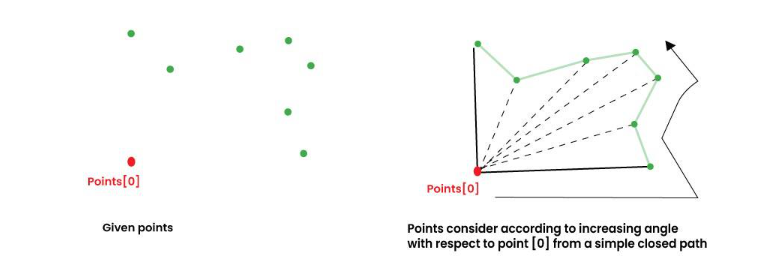 Points[0]
Given points
Points[0]
Points consider according to increasing angle
with respect to point [0] from a simple closed path